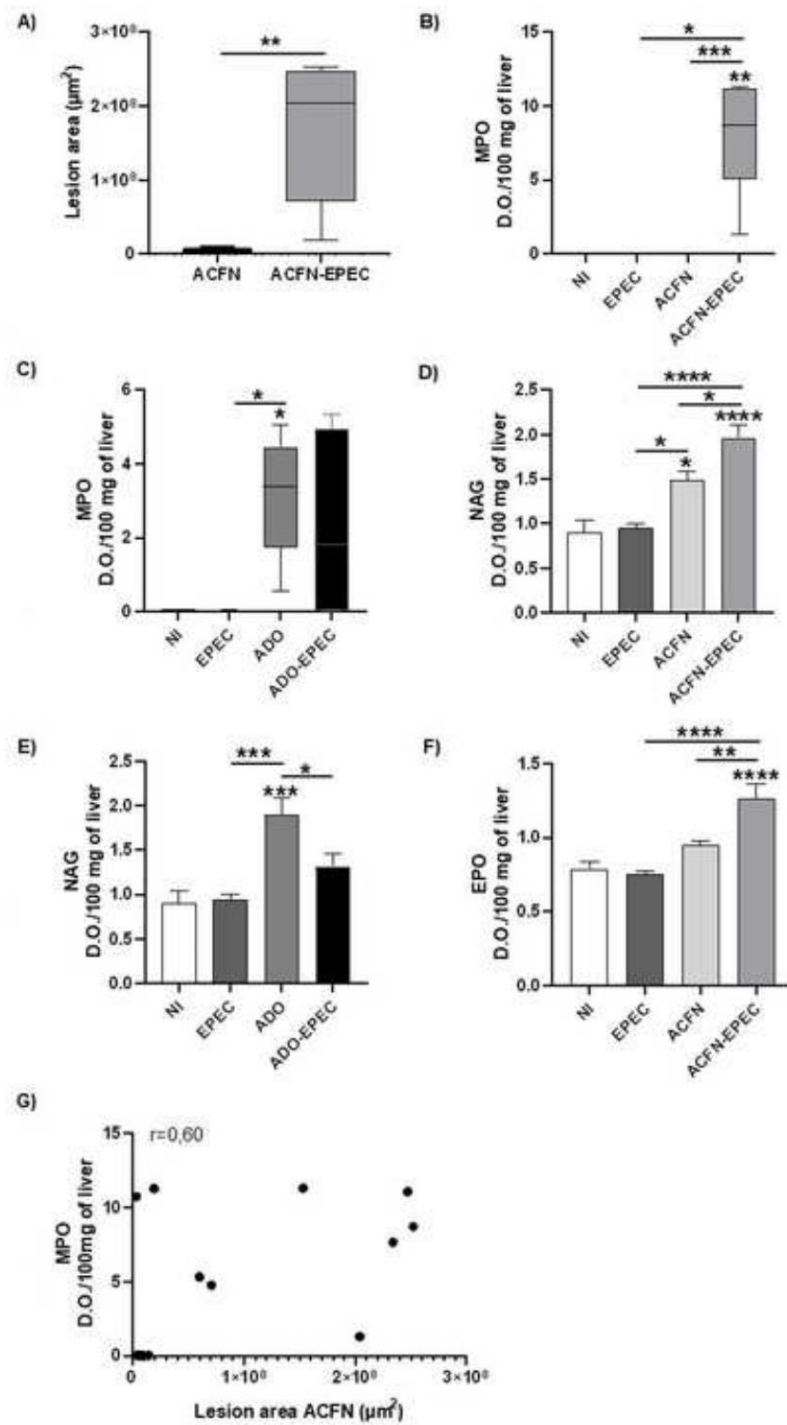 A)
Lesion area (µm²)
3×10⁸
2×10⁸
1×10⁸
0
**
ACFN
ACFN-EPEC
B)
MPO
D.O./100 mg of liver
15
10
5
0
*
***
**
NI
EPEC
ACFN
ACFN-EPEC
C)
MPO
D.O./100 mg of liver
6
4
2
0
*
*
NI
EPEC
ADO
ADO-EPEC
D)
NAG
D.O./100 mg of liver
2.5
2.0
1.5
1.0
0.5
0.0
****
*
****
*
*
NI
EPEC
ACFN
ACFN-EPEC
E)
NAG
D.O./100 mg of liver
2.5
2.0
1.5
1.0
0.5
0.0
***
*
***
NI
EPEC
ADO
ADO-EPEC
F)
EPO
D.O./100 mg of liver
1.5
1.0
0.5
0.0
****
**
****
NI
EPEC
ACFN
ACFN-EPEC
G)
r=0,60
MPO
D.O./100mg of liver
15
10
5
0
0
1×10⁸
2×10⁸
3×10⁸
Lesion area ACFN (µm²)